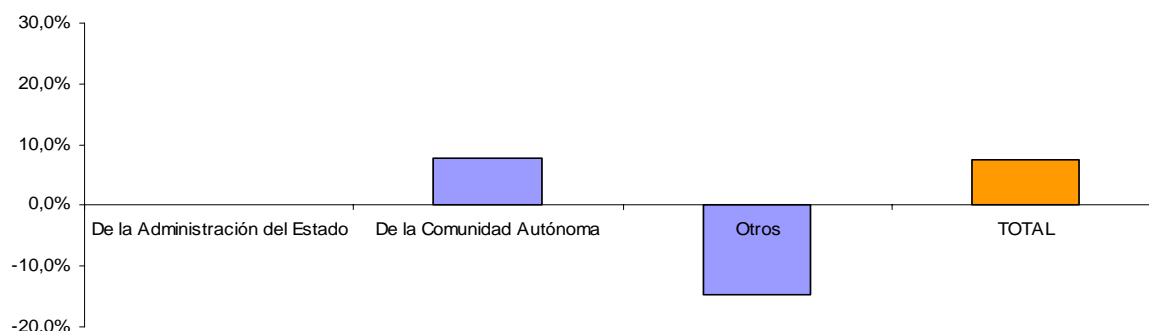 30,0%
20,0%
10,0%
0,0%
De la Administración del Estado
De la Comunidad Autónoma
Otros
TOTAL
-10,0%
-20,0%